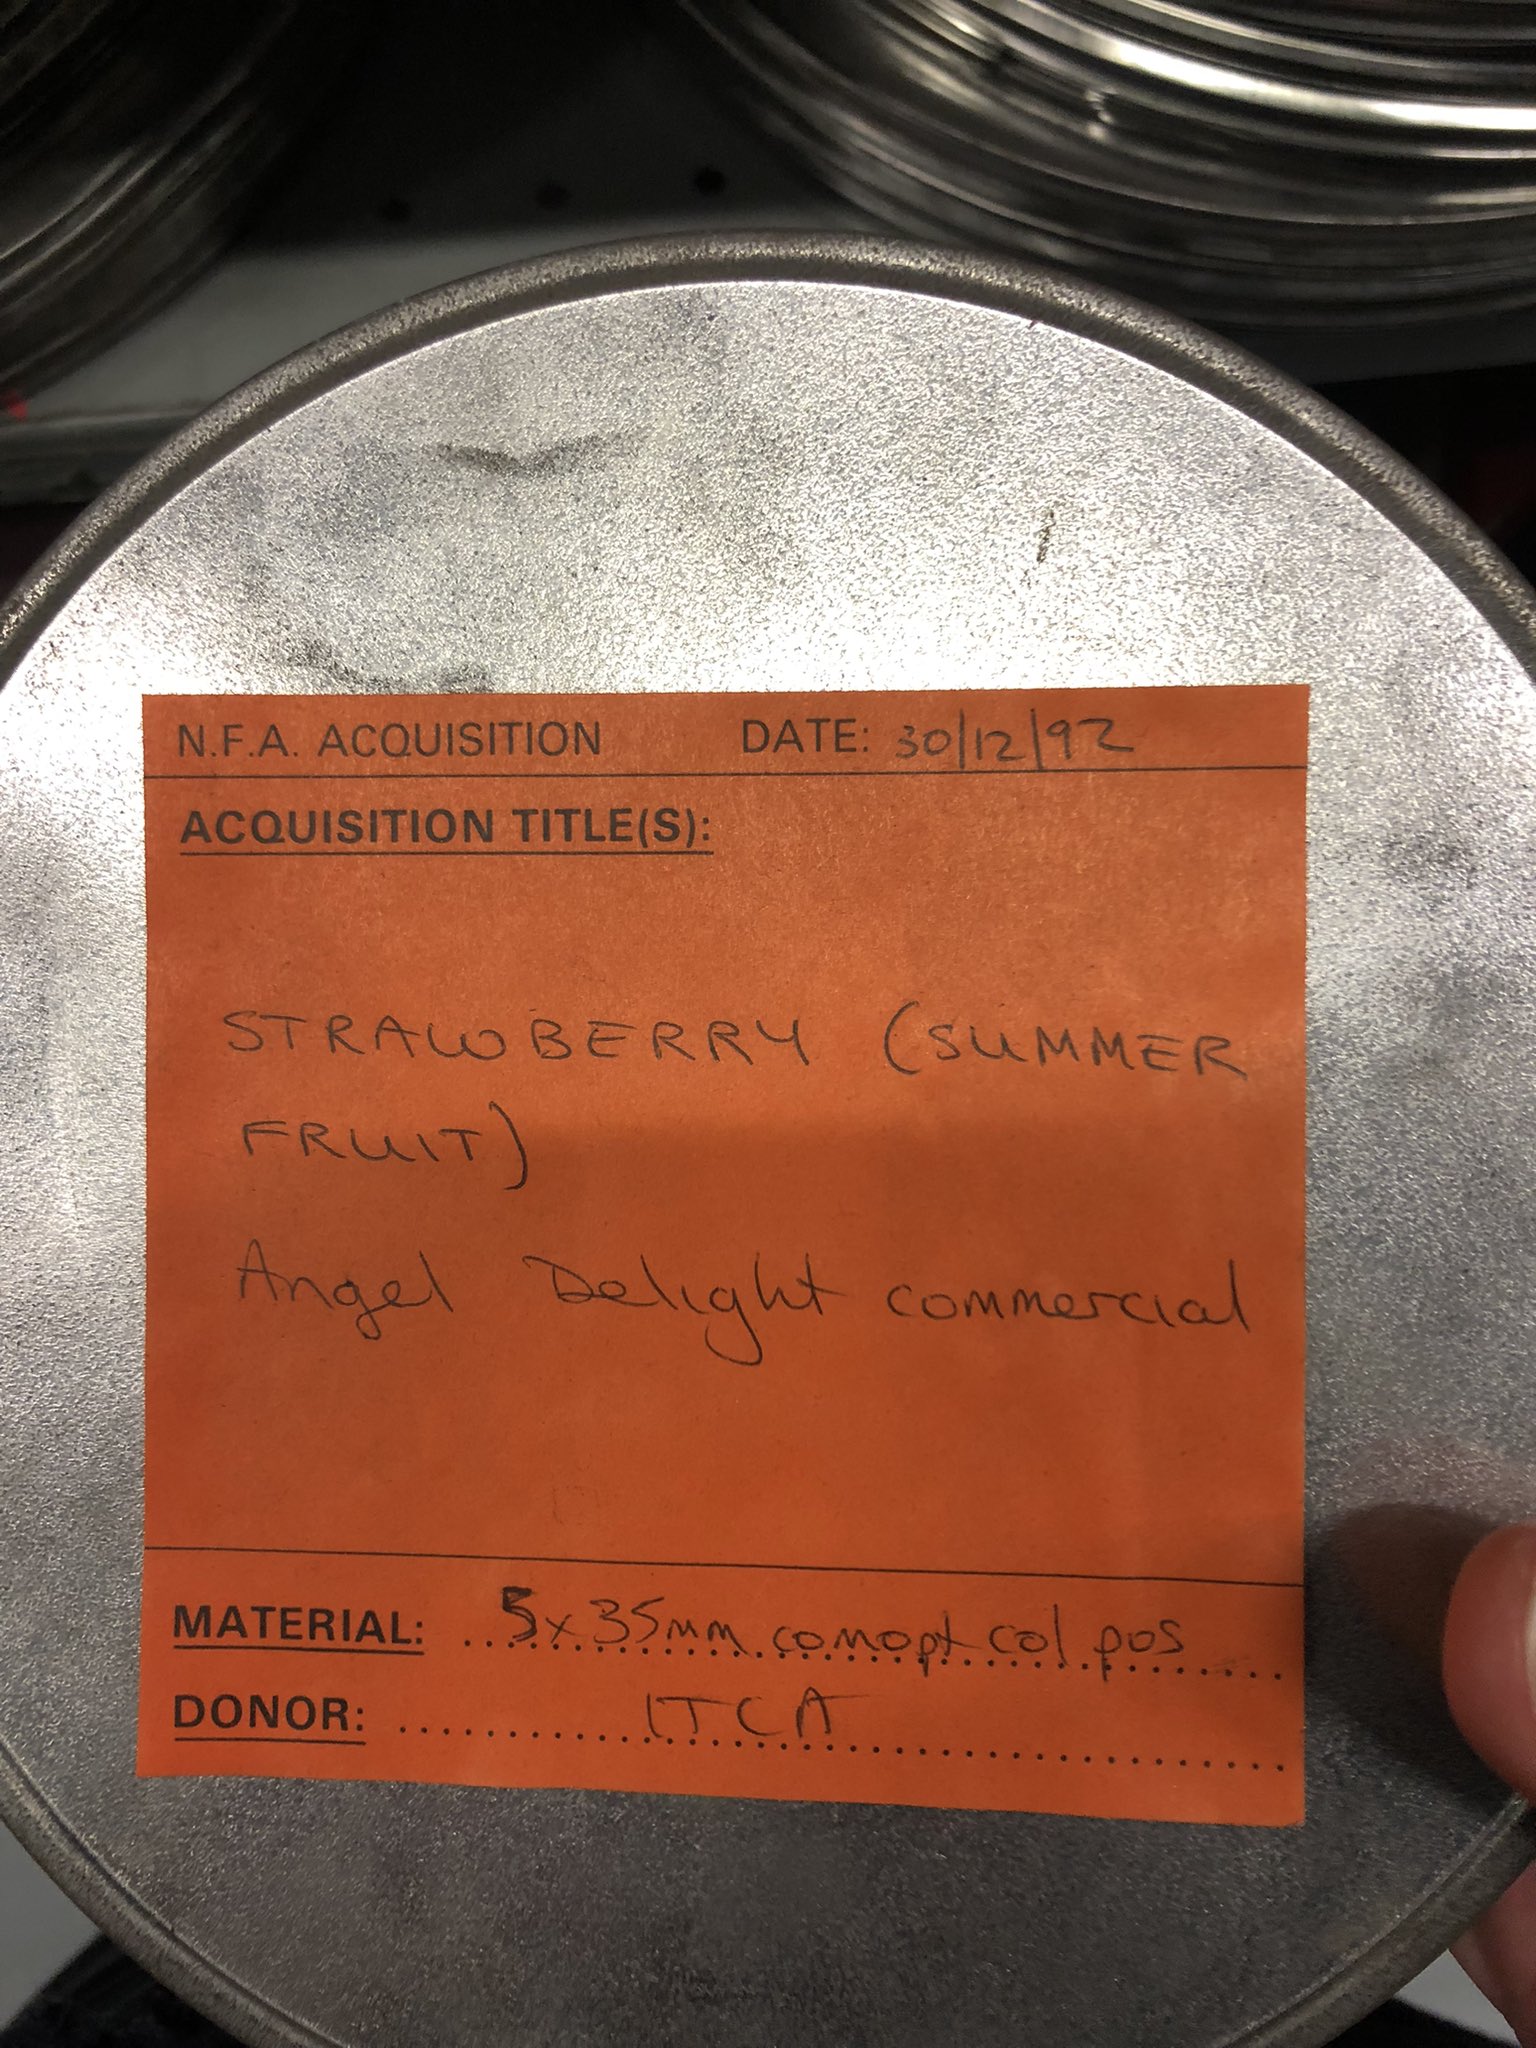 N.F.A. ACQUISITION DATE: 30/12/92
ACQUISITION TITLE(S):
STRAWBERRY (SUMMER
FRUIT)
Angel Delight commercial
MATERIAL: 5x35mm comopt col pos
DONOR: ITCA